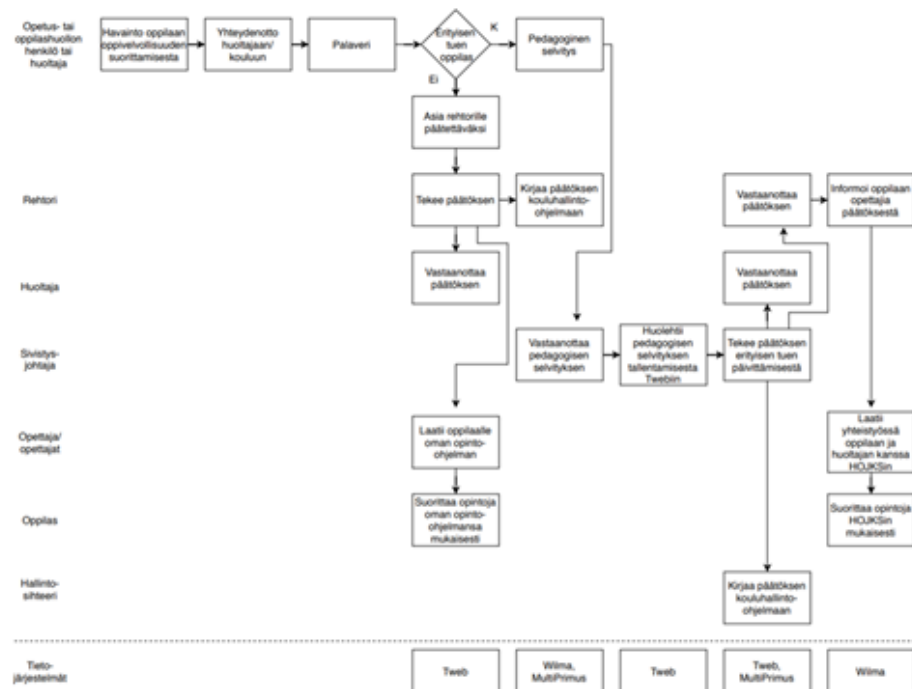 Opetus- tai
oppilashuollon
henkilö tai
huoltaja
Havainto oppilaan
oppivelvollisuuden
suorittamisesta
Yhteydenotto
huoltajaan/
kouluun
Palaveri
Erityisen
tuen
oppilas
K
Pedagoginen
selvitys
Ei
Asia rehtorille
päätettäväksi
Rehtori
Tekee päätöksen
Kirjaa päätöksen
kouluhallinto-
ohjelmaan
Vastaanottaa
päätöksen
Informoi oppilaan
opettajia
päätöksestä
Huoltaja
Vastaanottaa
päätöksen
Vastaanottaa
päätöksen
Sivistys-
johtaja
Vastaanottaa
pedagogisen
selvityksen
Huolehtii
pedagogisen
selvityksen
tallentamisesta
Twebiin
Tekee päätöksen
erityisen tuen
päivittämisestä
Opettaja/
opettajat
Laatii oppilaalle
oman opinto-
ohjelman
Laatii
yhteistyössä
oppilaan ja
huoltajan kanssa
HOJKSin
Oppilas
Suorittaa opintoja
oman opinto-
ohjelmansa
mukaisesti
Suorittaa opintoja
HOJKSin
mukaisesti
Hallinto-
sihteeri
Kirjaa päätöksen
kouluhallinto-
ohjelmaan
Tieto-
järjestelmät
Tweb
Wilma,
MultiPrimus
Tweb
Tweb,
MultiPrimus
Wilma